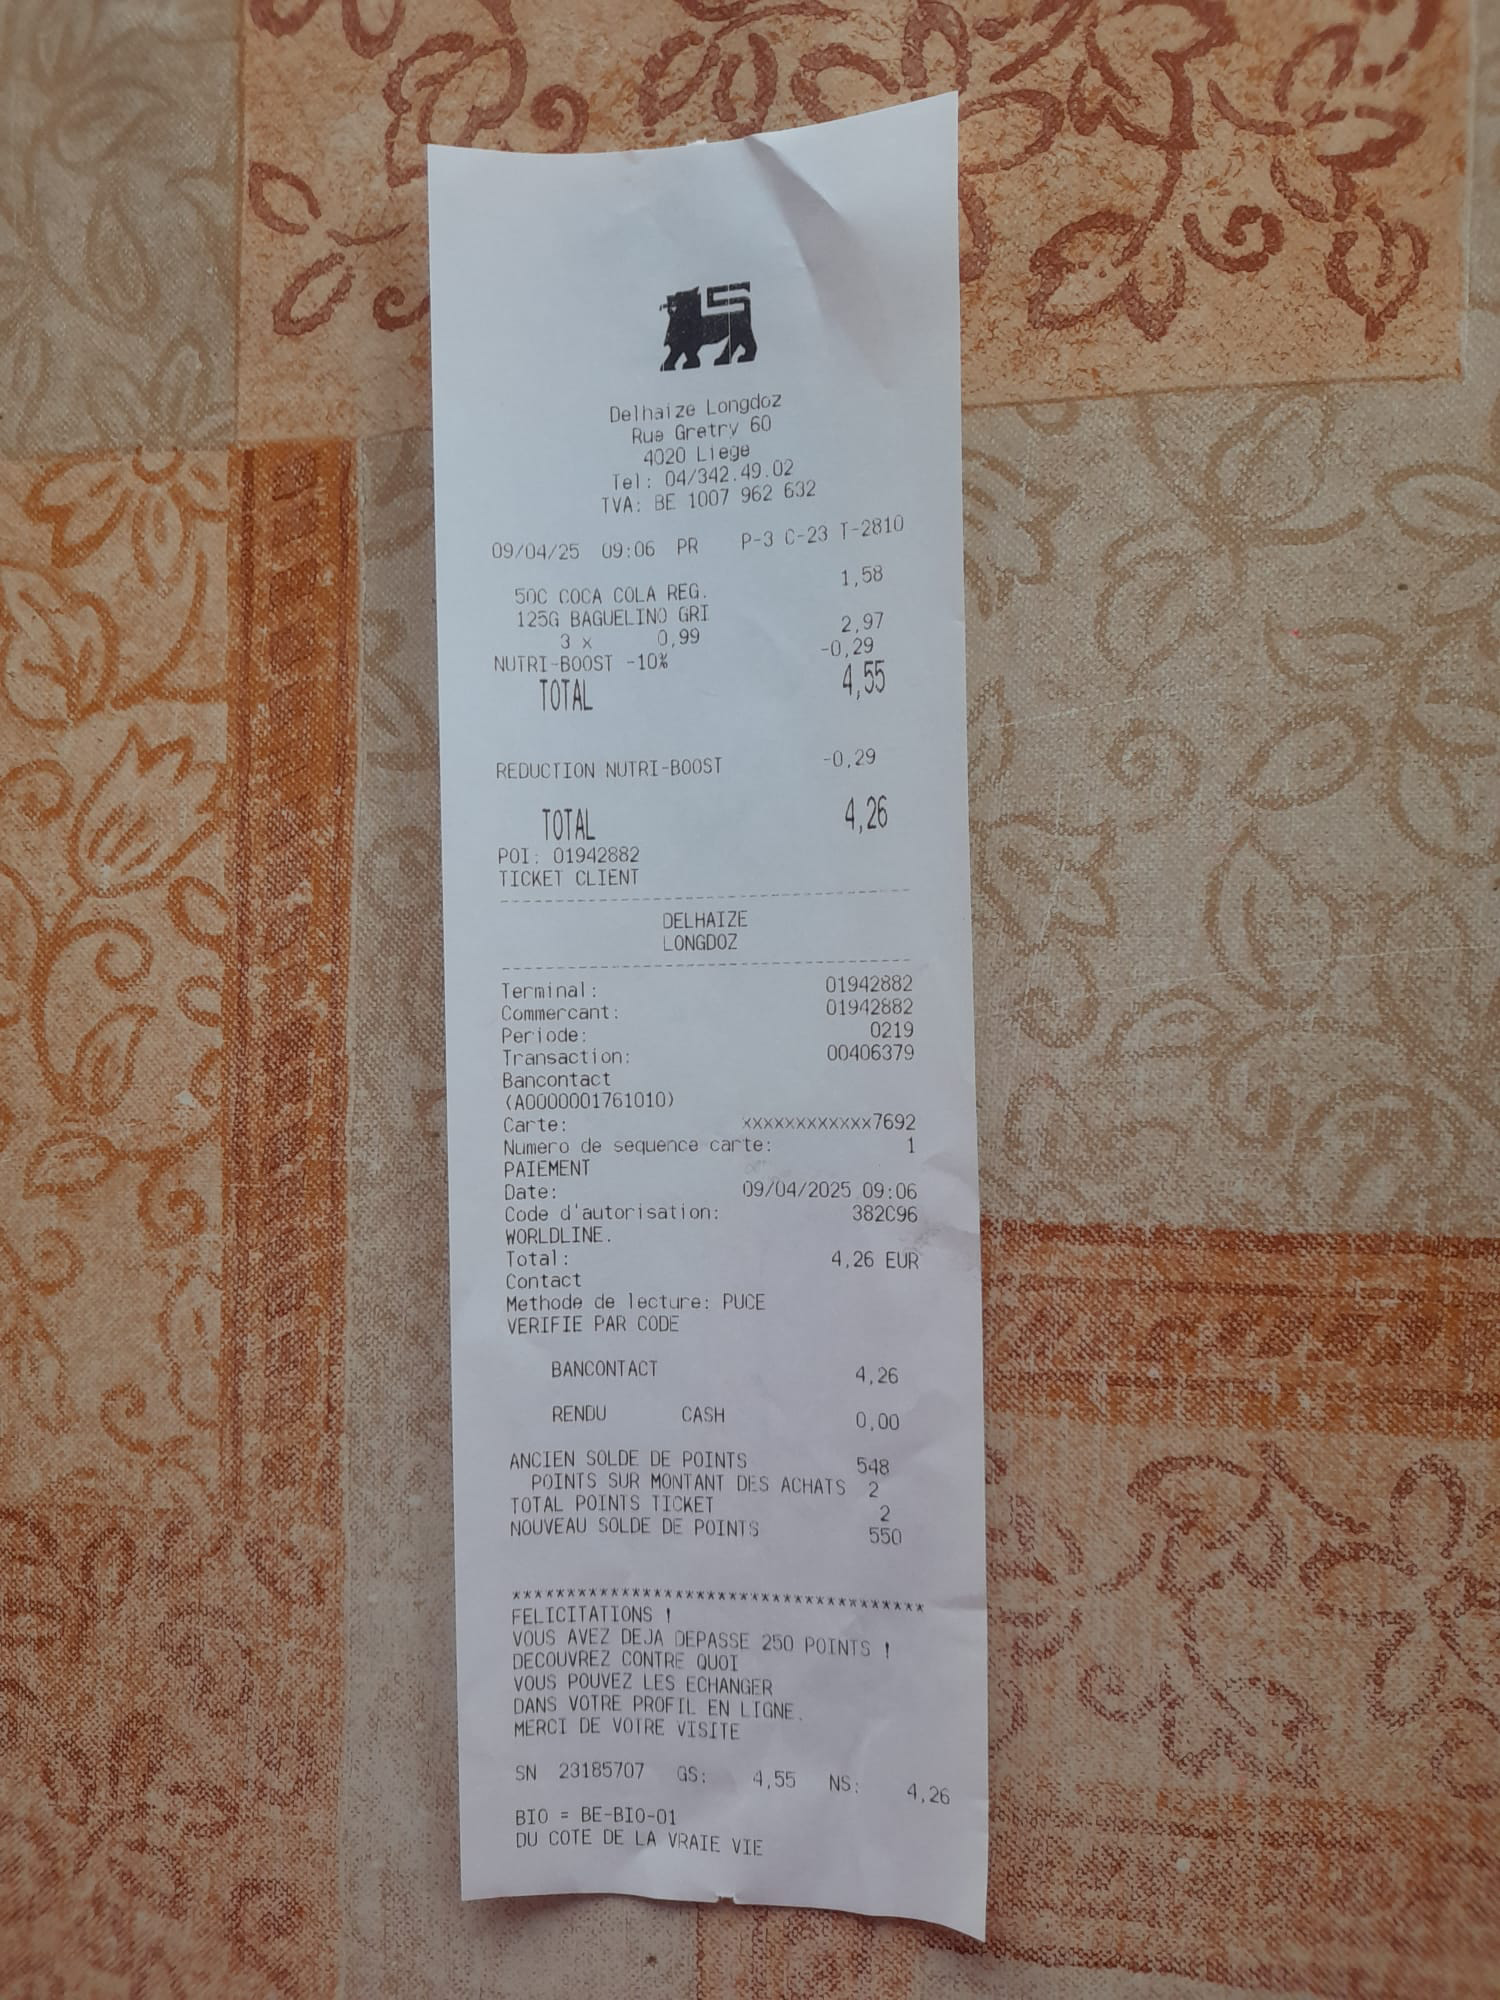 Delhaize Longdoz
Rue Gretry 60
4020 Liege
Tel: 04/342.49.02
TVA: BE 1007 962 632
09/04/25 09:06 PR P-3 C-23 T-2810
50C COCA COLA REG. 1,58
125G BAGUELINO GRI
3 x 0,99 2,97
NUTRI-BOOST -10% -0,29
TOTAL 4,55
REDUCTION NUTRI-BOOST -0,29
TOTAL 4,26
POI: 01942882
TICKET CLIENT
DELHAIZE
LONGDOZ
Terminal: 01942882
Commercant: 01942882
Periode: 0219
Transaction: 00406379
Bancontact
(A0000001761010)
Carte: xxxxxxxxxxxx7692
Numero de sequence carte: 1
PAIEMENT
Date: 09/04/2025 09:06
Code d'autorisation: 382C96
WORLDLINE.
Total: 4,26 EUR
Contact
Methode de lecture: PUCE
VERIFIE PAR CODE
BANCONTACT 4,26
RENDU CASH 0,00
ANCIEN SOLDE DE POINTS 548
POINTS SUR MONTANT DES ACHATS 2
TOTAL POINTS TICKET 2
NOUVEAU SOLDE DE POINTS 550
**************************************
FELICITATIONS !
VOUS AVEZ DEJA DEPASSE 250 POINTS !
DECOUVREZ CONTRE QUOI
VOUS POUVEZ LES ECHANGER
DANS VOTRE PROFIL EN LIGNE.
MERCI DE VOTRE VISITE
SN 23185707 GS: 4,55 NS: 4,26
BIO = BE-BIO-01
DU COTE DE LA VRAIE VIE